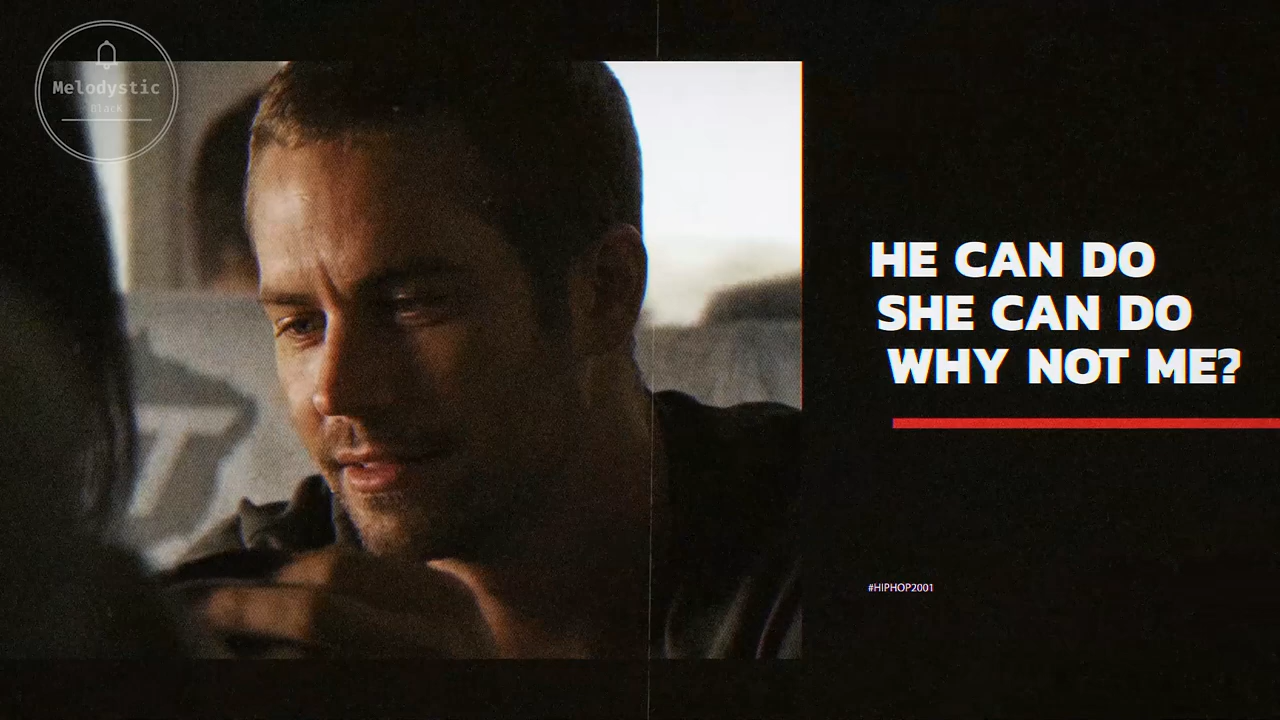 Melodystic
Black
HE CAN DO
SHE CAN DO
WHY NOT ME?
#HIPHOP2001